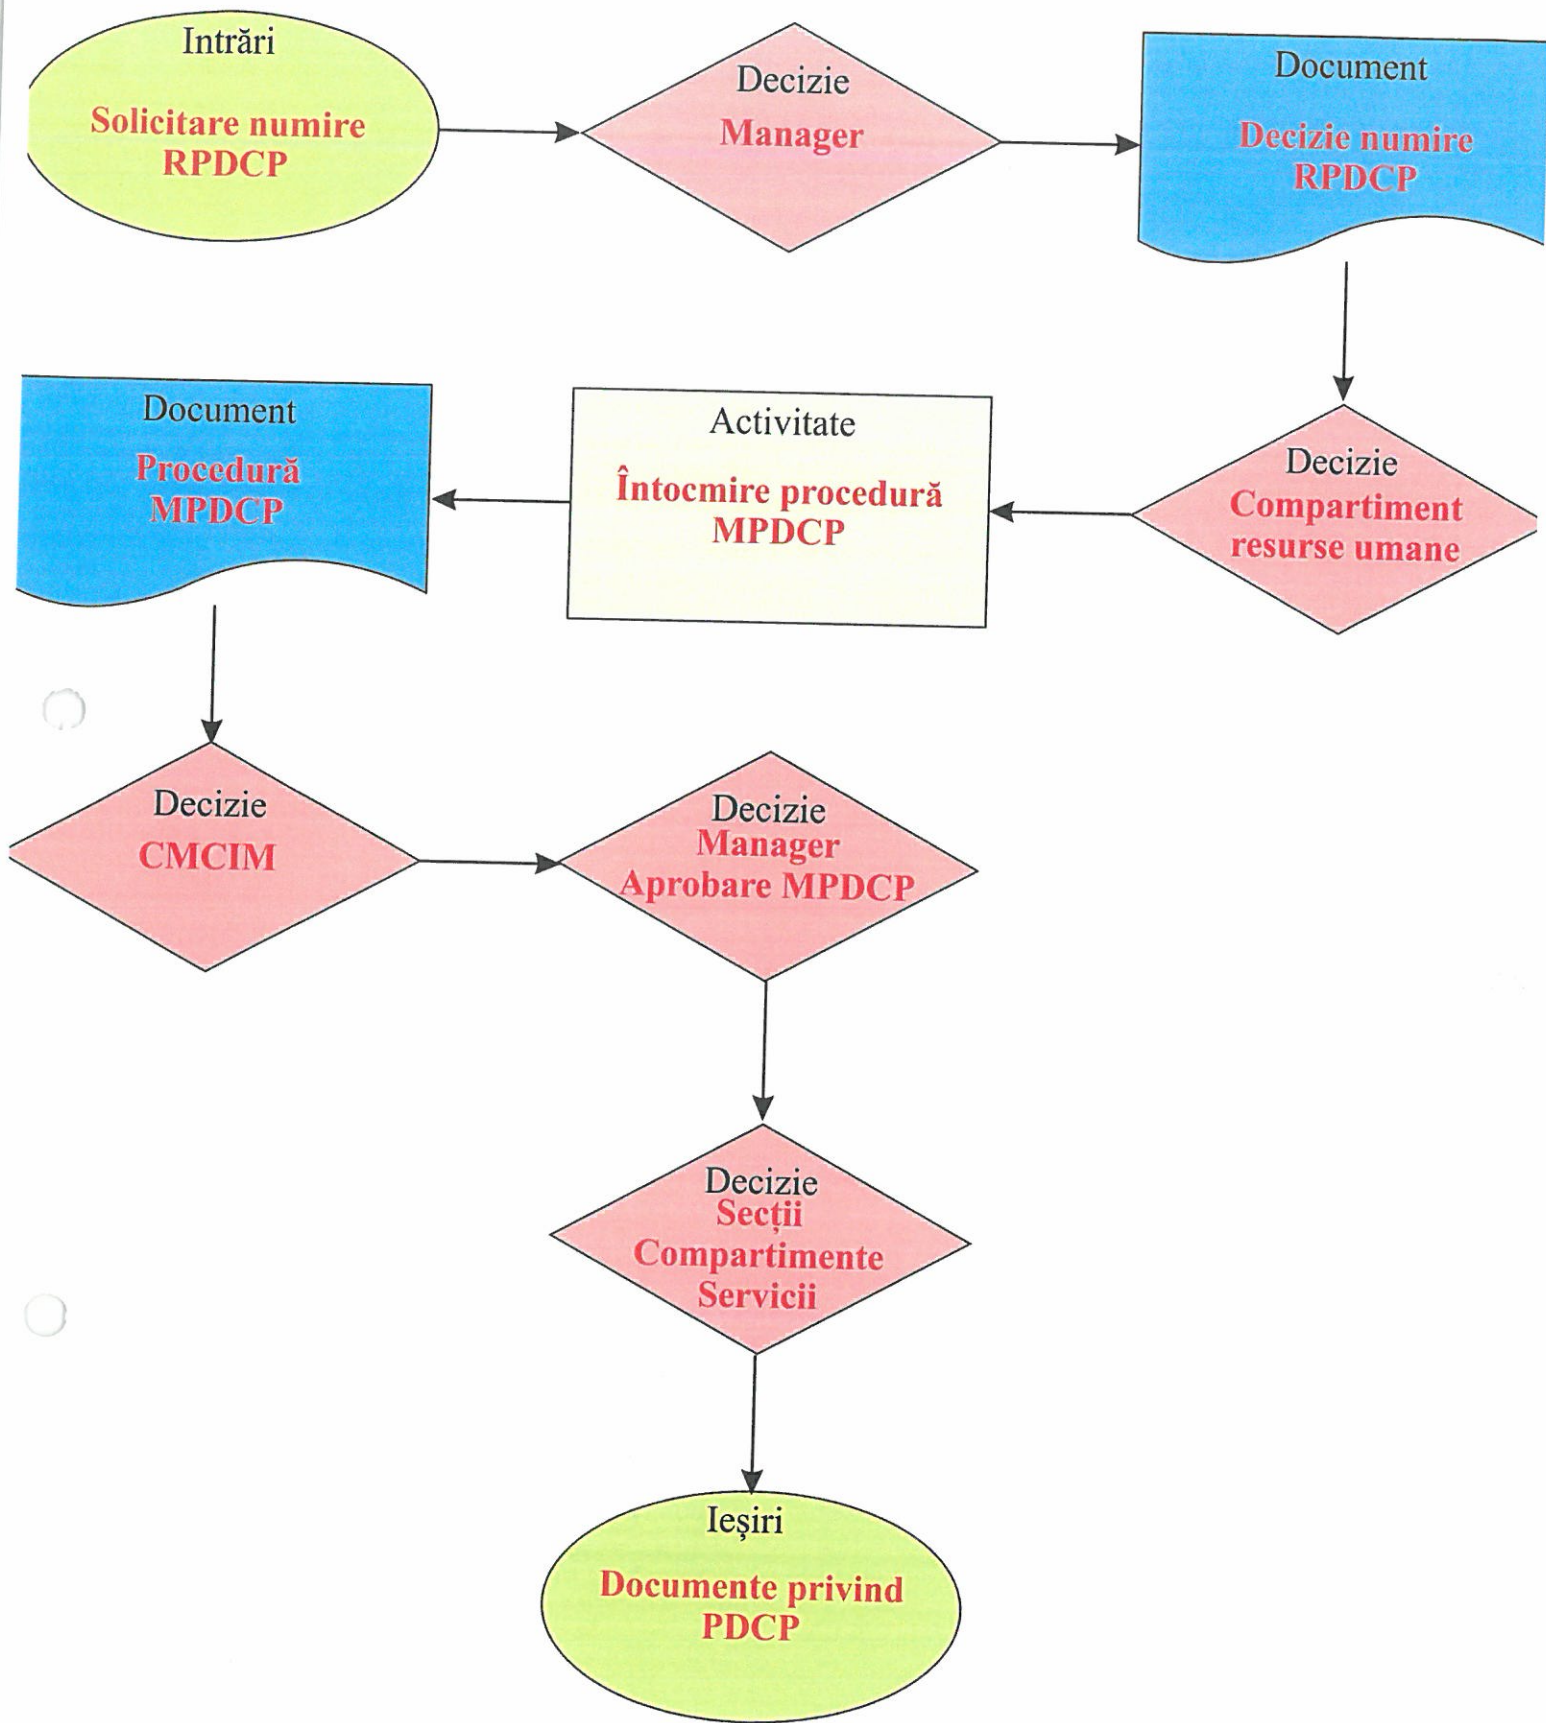 Intrări
Solicitare numire
RPDCP
Decizie
Manager
Document
Decizie numire
RPDCP
Decizie
Compartiment
resurse umane
Activitate
Întocmire procedură
MPDCP
Document
Procedură
MPDCP
Decizie
CMCIM
Decizie
Manager
Aprobare MPDCP
Decizie
Secții
Compartimente
Servicii
Ieșiri
Documente privind
PDCP